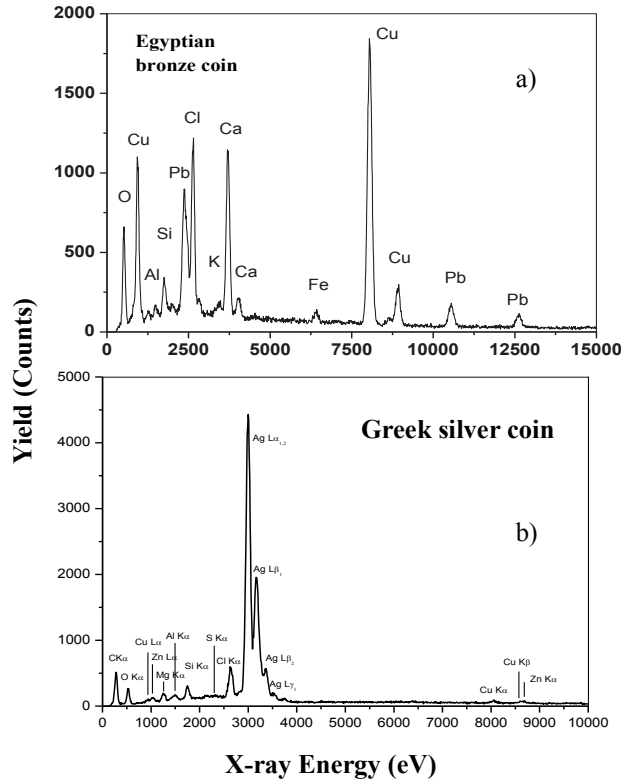 Yield (Counts)
Egyptian
bronze coin
a)
2000
1500
1000
500
0
O
Cu
Al
Si
Pb
Cl
K
Ca
Ca
Fe
Cu
Cu
Pb
Pb
0 2500 5000 7500 10000 12500 15000
Greek silver coin
b)
5000
4000
3000
2000
1000
0
CKα
O Kα
Cu Lα
Zn Lα
Mg Kα
Al Kα
Si Kα
S Kα
Cl Kα
Ag Lα1,2
Ag Lβ1
Ag Lβ2
Ag Lγ1
Cu Kα
Cu Kβ
Zn Kα
0 1000 2000 3000 4000 5000 6000 7000 8000 9000 10000
X-ray Energy (eV)